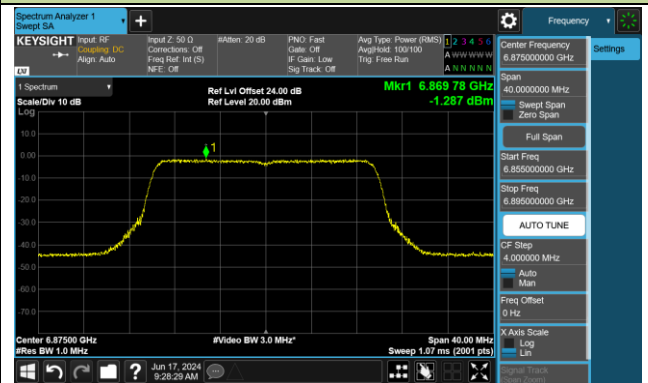 Spectrum Analyzer 1
Swept SA
Frequency
KEYSIGHT
Input: RF
Coupling: DC
Align: Auto
Input Z: 50 Ω
Corrections: Off
Freq Ref: Int (S)
NFE: Off
#Atten: 20 dB
PNO: Fast
Gate: Off
IF Gain: Low
Sig Track: Off
Avg Type: Power (RMS)
Avg|Hold: 100/100
Trig: Free Run
1 2 3 4 5 6
A W W W W W
A N N N N N
LXI
1 Spectrum
Scale/Div 10 dB
Log
Ref Lvl Offset 24.00 dB
Ref Level 20.00 dBm
Mkr1 6.869 78 GHz
-1.287 dBm
1
10.0
0.00
-10.0
-20.0
-30.0
-40.0
-50.0
-60.0
-70.0
Center 6.87500 GHz
#Res BW 1.0 MHz
#Video BW 3.0 MHz*
Span 40.00 MHz
Sweep 1.07 ms (2001 pts)
Jun 17, 2024
9:28:29 AM
Center Frequency
6.875000000 GHz
Settings
Span
40.0000000 MHz
Swept Span
Zero Span
Full Span
Start Freq
6.855000000 GHz
Stop Freq
6.895000000 GHz
AUTO TUNE
CF Step
4.000000 MHz
Auto
Man
Freq Offset
0 Hz
X Axis Scale
Log
Lin
Signal Track
(Span Zoom)